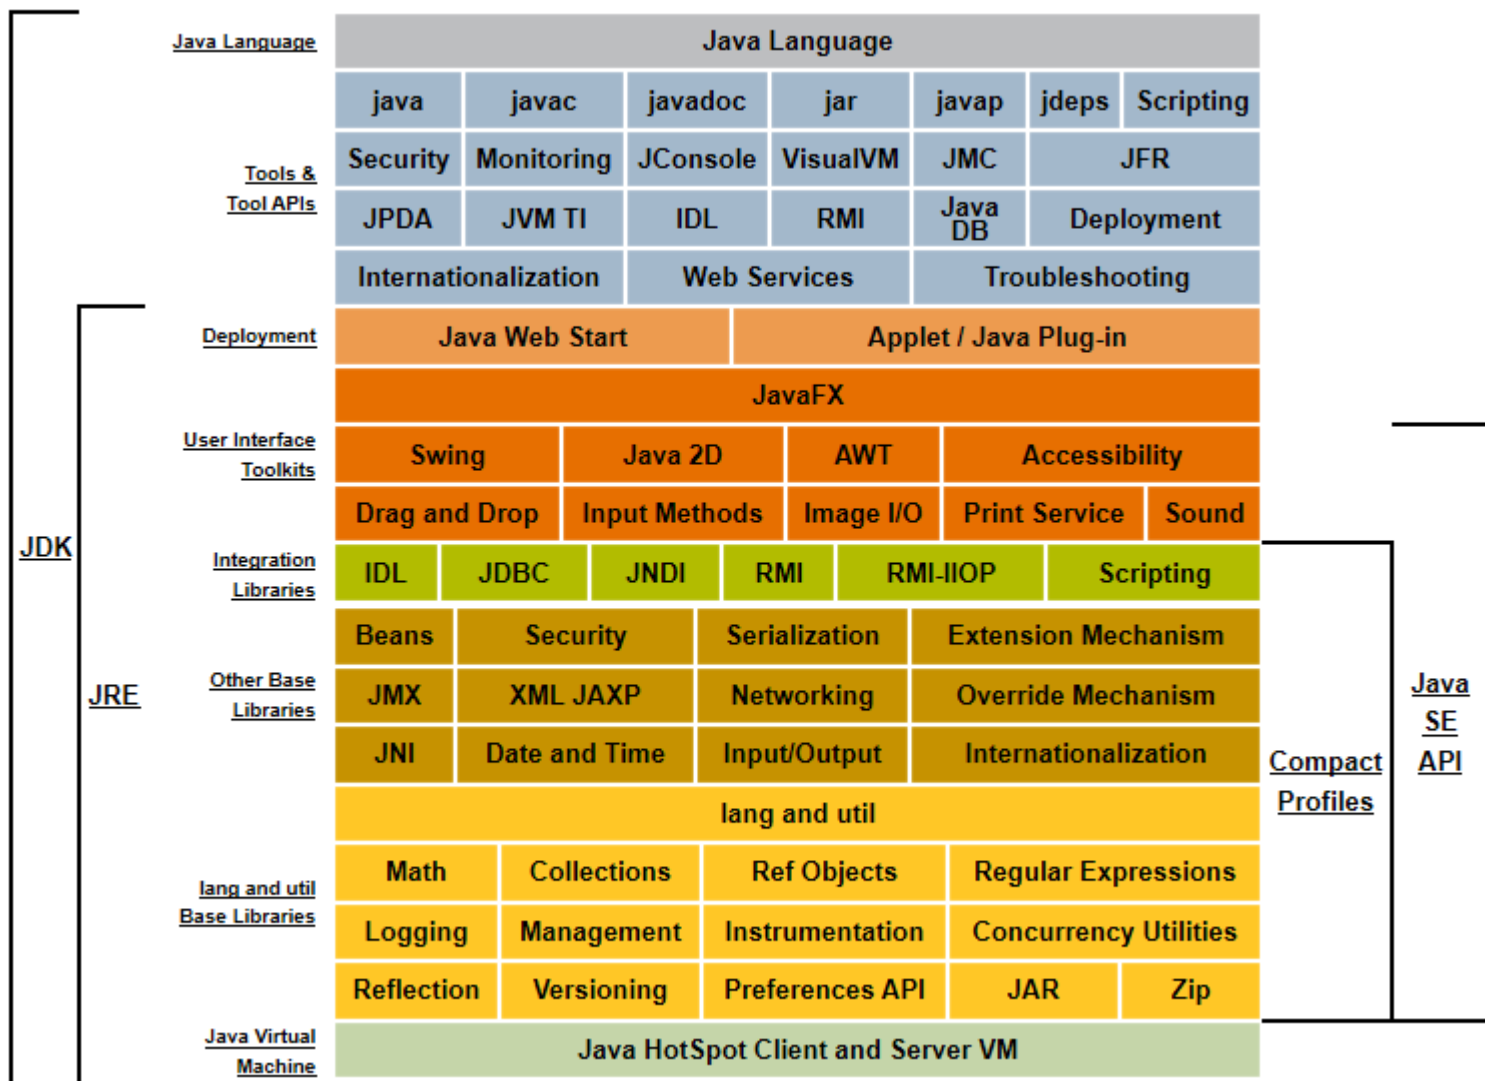 Java Language
Java Language
java javac javadoc jar javap jdeps Scripting
Tools &
Tool APIs
Security Monitoring JConsole VisualVM JMC JFR
JPDA JVM TI IDL RMI Java DB Deployment
Internationalization Web Services Troubleshooting
Deployment
Java Web Start Applet / Java Plug-in
JavaFX
User Interface
Toolkits
Swing Java 2D AWT Accessibility
Drag and Drop Input Methods Image I/O Print Service Sound
JDK
Integration
Libraries
IDL JDBC JNDI RMI RMI-IIOP Scripting
Beans Security Serialization Extension Mechanism
JRE
Other Base
Libraries
JMX XML JAXP Networking Override Mechanism
Java
SE
API
JNI Date and Time Input/Output Internationalization
Compact
Profiles
lang and util
lang and util
Base Libraries
Math Collections Ref Objects Regular Expressions
Logging Management Instrumentation Concurrency Utilities
Reflection Versioning Preferences API JAR Zip
Java Virtual
Machine
Java HotSpot Client and Server VM